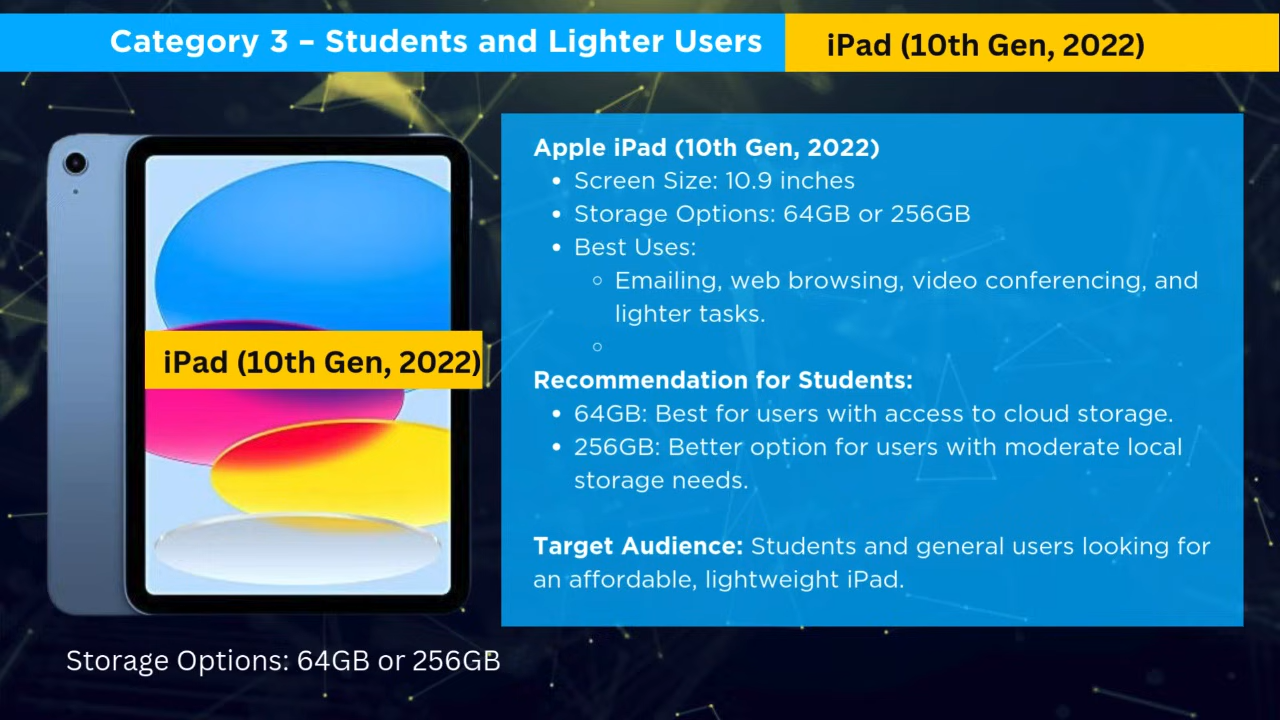 Category 3 – Students and Lighter Users
iPad (10th Gen, 2022)
Apple iPad (10th Gen, 2022)
• Screen Size: 10.9 inches
• Storage Options: 64GB or 256GB
• Best Uses:
◦ Emailing, web browsing, video conferencing, and
lighter tasks.
◦
Recommendation for Students:
• 64GB: Best for users with access to cloud storage.
• 256GB: Better option for users with moderate local
storage needs.
Target Audience: Students and general users looking for
an affordable, lightweight iPad.
iPad (10th Gen, 2022)
Storage Options: 64GB or 256GB